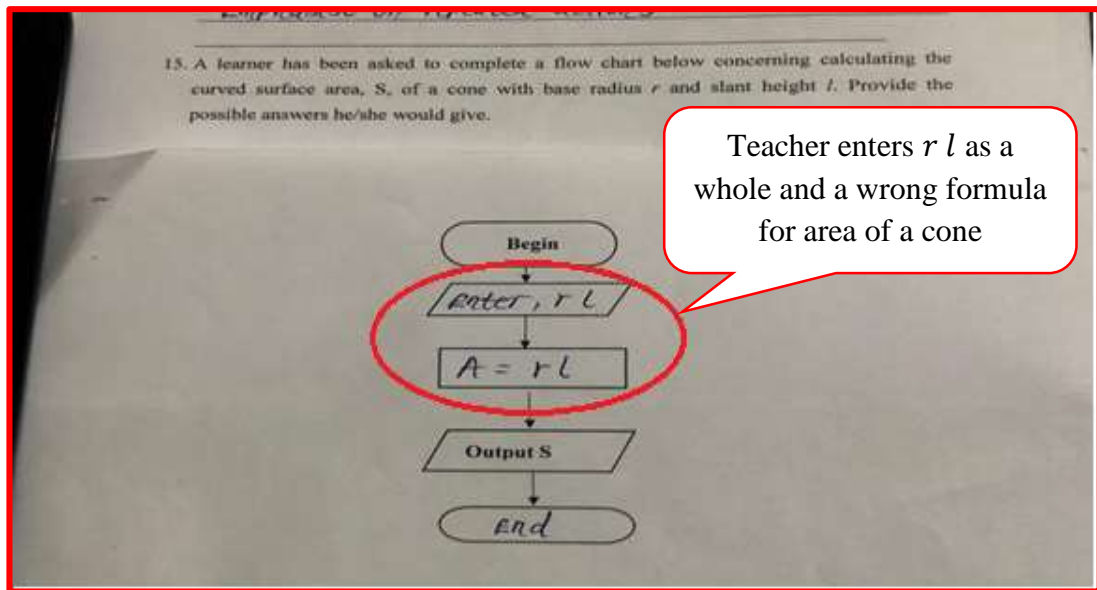 15. A learner has been asked to complete a flow chart below concerning calculating the
curved surface area, S, of a cone with base radius r and slant height l. Provide the
possible answers he/she would give.
Teacher enters r l as a
whole and a wrong formula
for area of a cone
Begin
Enter, r l
A = r l
Output S
End